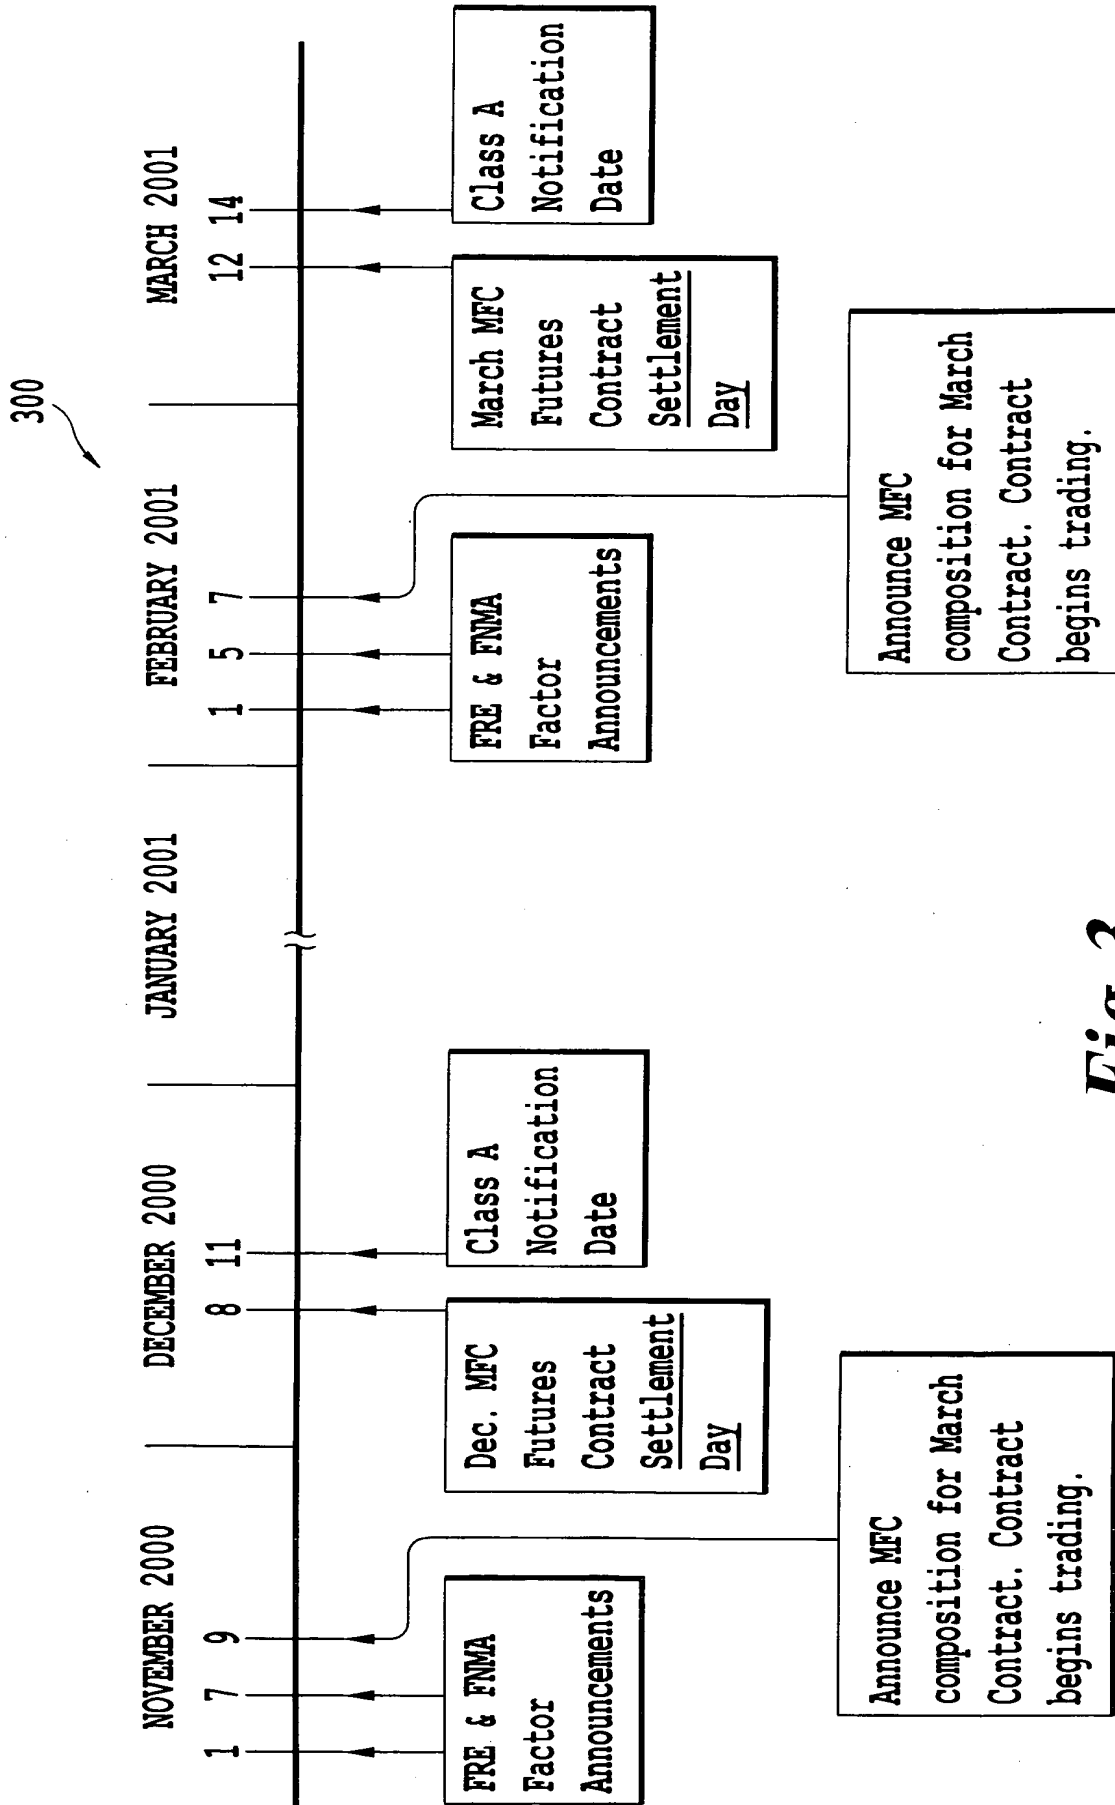 300
NOVEMBER 2000
DECEMBER 2000
JANUARY 2001
FEBRUARY 2001
MARCH 2001
1
7
9
8
11
1
5
7
12
14
FRE & FNMA
Factor
Announcements
Dec. MFC
Futures
Contract
Settlement
Day
Class A
Notification
Date
FRE & FNMA
Factor
Announcements
March MFC
Futures
Contract
Settlement
Day
Class A
Notification
Date
Announce MFC
composition for March
Contract. Contract
begins trading.
Announce MFC
composition for March
Contract. Contract
begins trading.